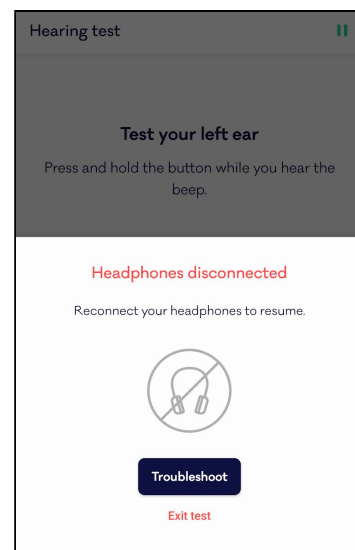 Hearing test
Test your left ear
Press and hold the button while you hear the
beep.
Headphones disconnected
Reconnect your headphones to resume.
Troubleshoot
Exit test